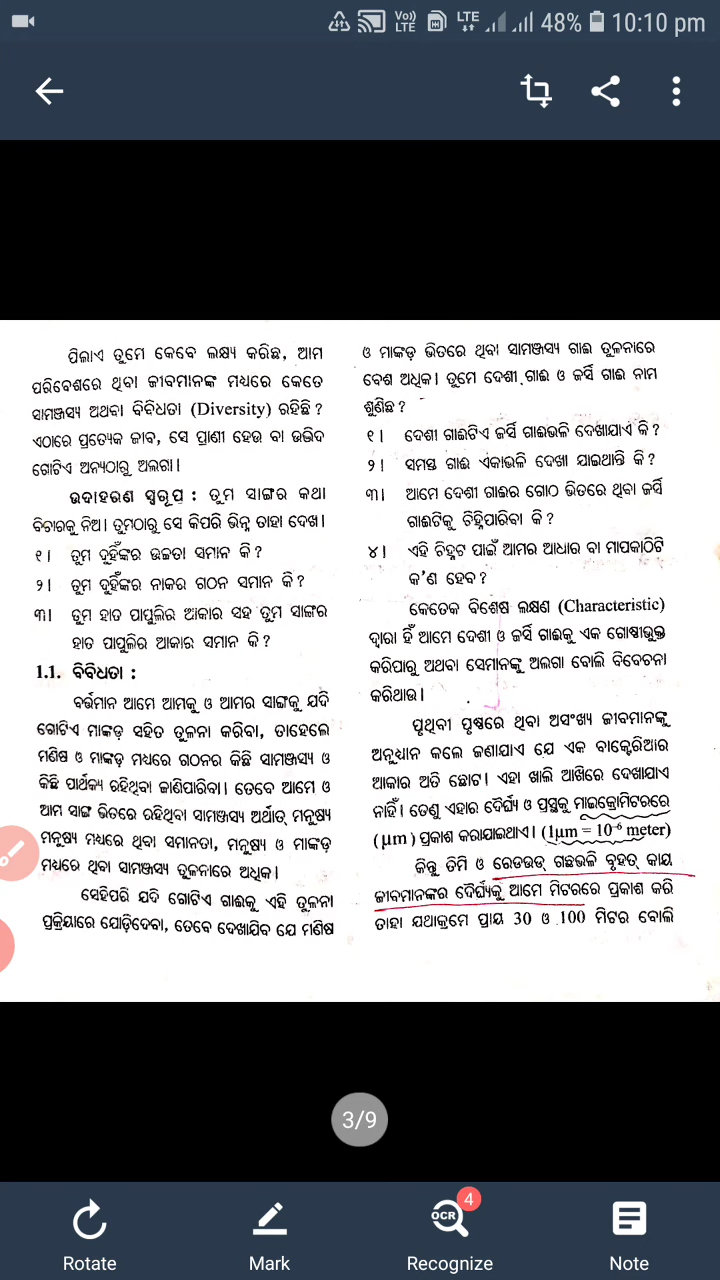 Vo)) LTE LTE 48% 10:10 pm
ପିଲାଏ ତୁମେ କେବେ ଲକ୍ଷ୍ୟ କରିଛ, ଆମ
ପରିବେଶରେ ଥିବା ଜୀବମାନଙ୍କ ମଧ୍ୟରେ କେତେ
ସାମଞ୍ଜସ୍ୟ ଅଥବା ବିବିଧତା (Diversity) ରହିଛି ?
ଏଠାରେ ପ୍ରତ୍ୟେକ ଜୀବ, ସେ ପ୍ରାଣୀ ହେଉ ବା ଉଦ୍ଭିଦ
ଗୋଟିଏ ଅନ୍ୟଠାରୁ ଅଲଗା।
ଉଦାହରଣ ସ୍ୱରୂପ : ତୁମ ସାଙ୍ଗର କଥା
ବିଚାରକୁ ନିଅ। ତୁମଠାରୁ ସେ କିପରି ଭିନ୍ନ ତାହା ଦେଖ।
୧। ତୁମ ଦୁହିଁଙ୍କର ଉଚ୍ଚତା ସମାନ କି ?
୨। ତୁମ ଦୁହିଁଙ୍କର ନାକର ଗଠନ ସମାନ କି ?
୩। ତୁମ ହାତ ପାପୁଲିର ଆକାର ସହ ତୁମ ସାଙ୍ଗର
ହାତ ପାପୁଲିର ଆକାର ସମାନ କି ?
1.1. ବିବିଧତା :
ବର୍ତ୍ତମାନ ଆମେ ଆମକୁ ଓ ଆମର ସାଙ୍ଗକୁ ଯଦି
ଗୋଟିଏ ମାଙ୍କଡ଼ ସହିତ ତୁଳନା କରିବା, ତାହେଲେ
ମଣିଷ ଓ ମାଙ୍କଡ଼ ମଧ୍ୟରେ ଗଠନର କିଛି ସାମଞ୍ଜସ୍ୟ ଓ
କିଛି ପାର୍ଥକ୍ୟ ରହିଥିବା ଜାଣିପାରିବା। ତେବେ ଆମେ ଓ
ଆମ ସାଙ୍ଗ ଭିତରେ ରହିଥିବା ସାମଞ୍ଜସ୍ୟ ଅର୍ଥାତ୍ ମନୁଷ୍ୟ
ମନୁଷ୍ୟ ମଧ୍ୟରେ ଥିବା ସମାନତା, ମନୁଷ୍ୟ ଓ ମାଙ୍କଡ଼
ମଧ୍ୟରେ ଥିବା ସାମଞ୍ଜସ୍ୟ ତୁଳନାରେ ଅଧିକ।
ସେହିପରି ଯଦି ଗୋଟିଏ ଗାଈକୁ ଏହି ତୁଳନା
ପ୍ରକ୍ରିୟାରେ ଯୋଡ଼ିଦେବା, ତେବେ ଦେଖାଯିବ ଯେ ମଣିଷ
ଓ ମାଙ୍କଡ଼ ଭିତରେ ଥିବା ସାମଞ୍ଜସ୍ୟ ଗାଈ ତୁଳନାରେ
ବେଶ ଅଧିକ। ତୁମେ ଦେଶୀ ଗାଈ ଓ ଜର୍ସି ଗାଈ ନାମ
ଶୁଣିଛ ?
୧। ଦେଶୀ ଗାଈଟିଏ ଜର୍ସି ଗାଈଭଳି ଦେଖାଯାଏ କି ?
୨। ସମସ୍ତ ଗାଈ ଏକାଭଳି ଦେଖା ଯାଇଥାନ୍ତି କି ?
୩। ଆମେ ଦେଶୀ ଗାଈର ଗୋଠ ଭିତରେ ଥିବା ଜର୍ସି
ଗାଈଟିକୁ ଚିହ୍ନିପାରିବା କି ?
୪। ଏହି ଚିହ୍ନଟ ପାଇଁ ଆମର ଆଧାର ବା ମାପକାଠିଟି
କ'ଣ ହେବ ?
କେତେକ ବିଶେଷ ଲକ୍ଷଣ (Characteristic)
ଦ୍ୱାରା ହିଁ ଆମେ ଦେଶୀ ଓ ଜର୍ସି ଗାଈକୁ ଏକ ଗୋଷ୍ଠୀଭୁକ୍ତ
କରିପାରୁ ଅଥବା ସେମାନଙ୍କୁ ଅଲଗା ବୋଲି ବିବେଚନା
କରିଥାଉ।
ପୃଥିବୀ ପୃଷ୍ଠରେ ଥିବା ଅସଂଖ୍ୟ ଜୀବମାନଙ୍କୁ
ଅନୁଧ୍ୟାନ କଲେ ଜଣାଯାଏ ଯେ ଏକ ବାକ୍ଟେରିଆର
ଆକାର ଅତି ଛୋଟ। ଏହା ଖାଲି ଆଖିରେ ଦେଖାଯାଏ
ନାହିଁ। ତେଣୁ ଏହାର ଦୈର୍ଘ୍ୟ ଓ ପ୍ରସ୍ଥକୁ ମାଇକ୍ରୋମିଟରରେ
(μm) ପ୍ରକାଶ କରାଯାଇଥାଏ। (1μm = 10⁻⁶ meter)
କିନ୍ତୁ ତିମି ଓ ରେଡଉଡ୍ ଗଛଭଳି ବୃହତ୍ କାୟ
ଜୀବମାନଙ୍କର ଦୈର୍ଘ୍ୟକୁ ଆମେ ମିଟରରେ ପ୍ରକାଶ କରି
ତାହା ଯଥାକ୍ରମେ ପ୍ରାୟ 30 ଓ 100 ମିଟର ବୋଲି
3/9
Rotate
Mark
OCR 4 Recognize
Note